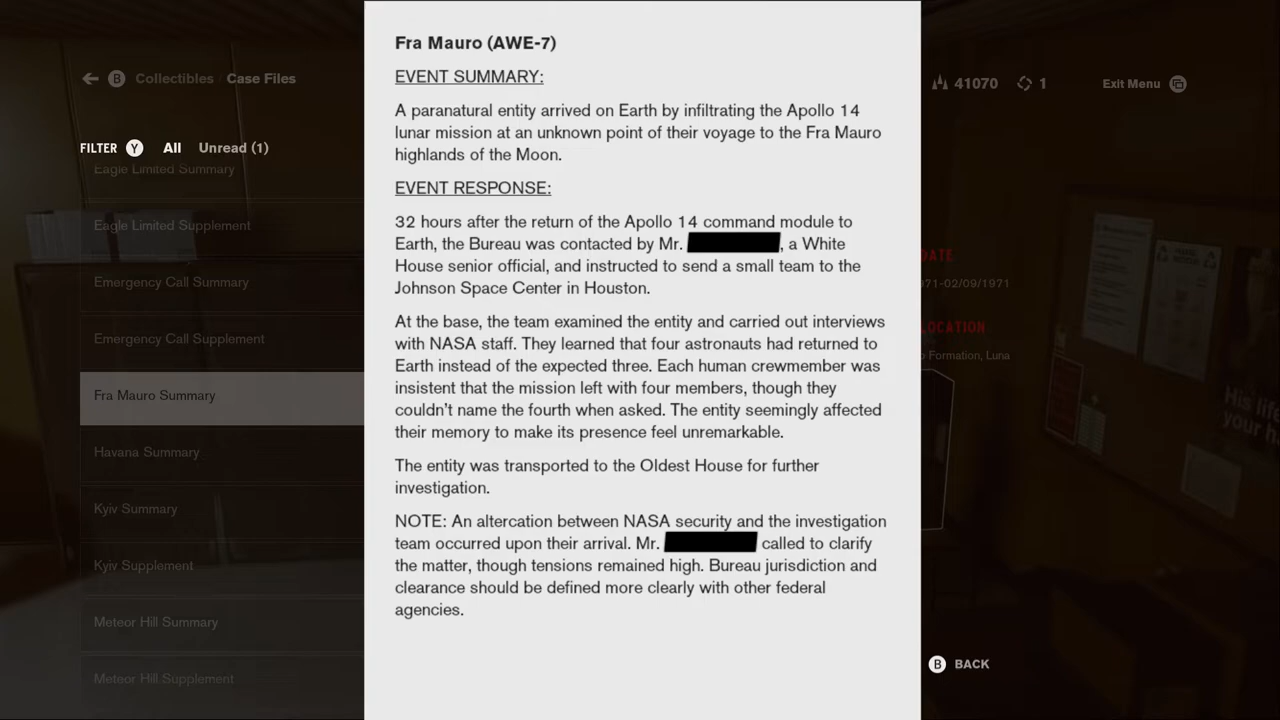 Fra Mauro (AWE-7)
EVENT SUMMARY:
A paranatural entity arrived on Earth by infiltrating the Apollo 14
lunar mission at an unknown point of their voyage to the Fra Mauro
highlands of the Moon.
EVENT RESPONSE:
32 hours after the return of the Apollo 14 command module to
Earth, the Bureau was contacted by Mr. , a White
House senior official, and instructed to send a small team to the
Johnson Space Center in Houston.
At the base, the team examined the entity and carried out interviews
with NASA staff. They learned that four astronauts had returned to
Earth instead of the expected three. Each human crewmember was
insistent that the mission left with four members, though they
couldn't name the fourth when asked. The entity seemingly affected
their memory to make its presence feel unremarkable.
The entity was transported to the Oldest House for further
investigation.
NOTE: An altercation between NASA security and the investigation
team occurred upon their arrival. Mr. called to clarify
the matter, though tensions remained high. Bureau jurisdiction and
clearance should be defined more clearly with other federal
agencies.
B Collectibles / Case Files
FILTER Y All Unread (1)
Eagle Limited Summary
Eagle Limited Supplement
Emergency Call Summary
Emergency Call Supplement
Fra Mauro Summary
Havana Summary
Kyiv Summary
Kyiv Supplement
Meteor Hill Summary
Meteor Hill Supplement
41070 1 Exit Menu
DATE
971-02/09/1971
LOCATION
Formation, Luna
His life
your h
B BACK